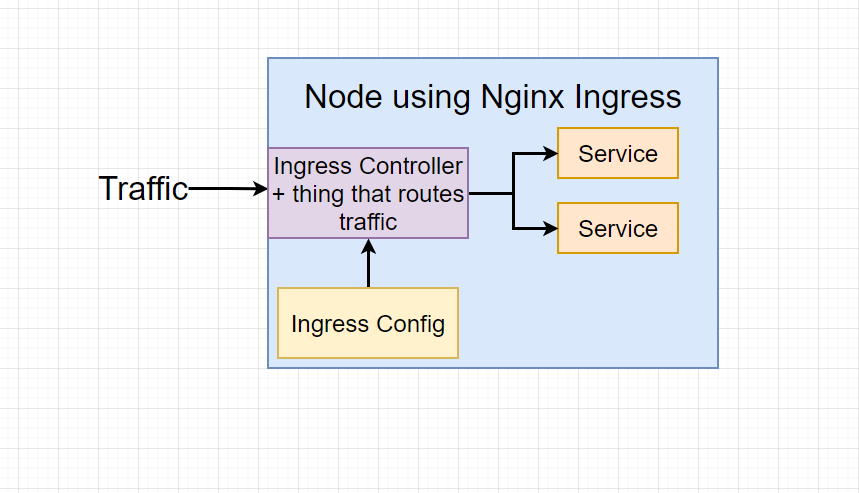 Node using Nginx Ingress
Traffic
Ingress Controller
+ thing that routes
traffic
Service
Service
Ingress Config